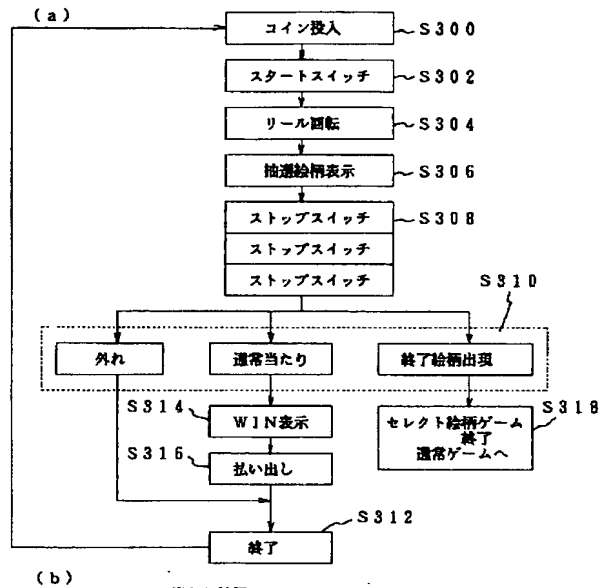 (a)
コイン投入
S300
スタートスイッチ
S302
リール回転
S304
抽選絵柄表示
S306
ストップスイッチ
S308
ストップスイッチ
ストップスイッチ
S310
外れ
通常当たり
終了絵柄出現
S314
WIN表示
セレクト絵柄ゲーム
終了
通常ゲームへ
S318
S316
払い出し
S312
終了
(b)